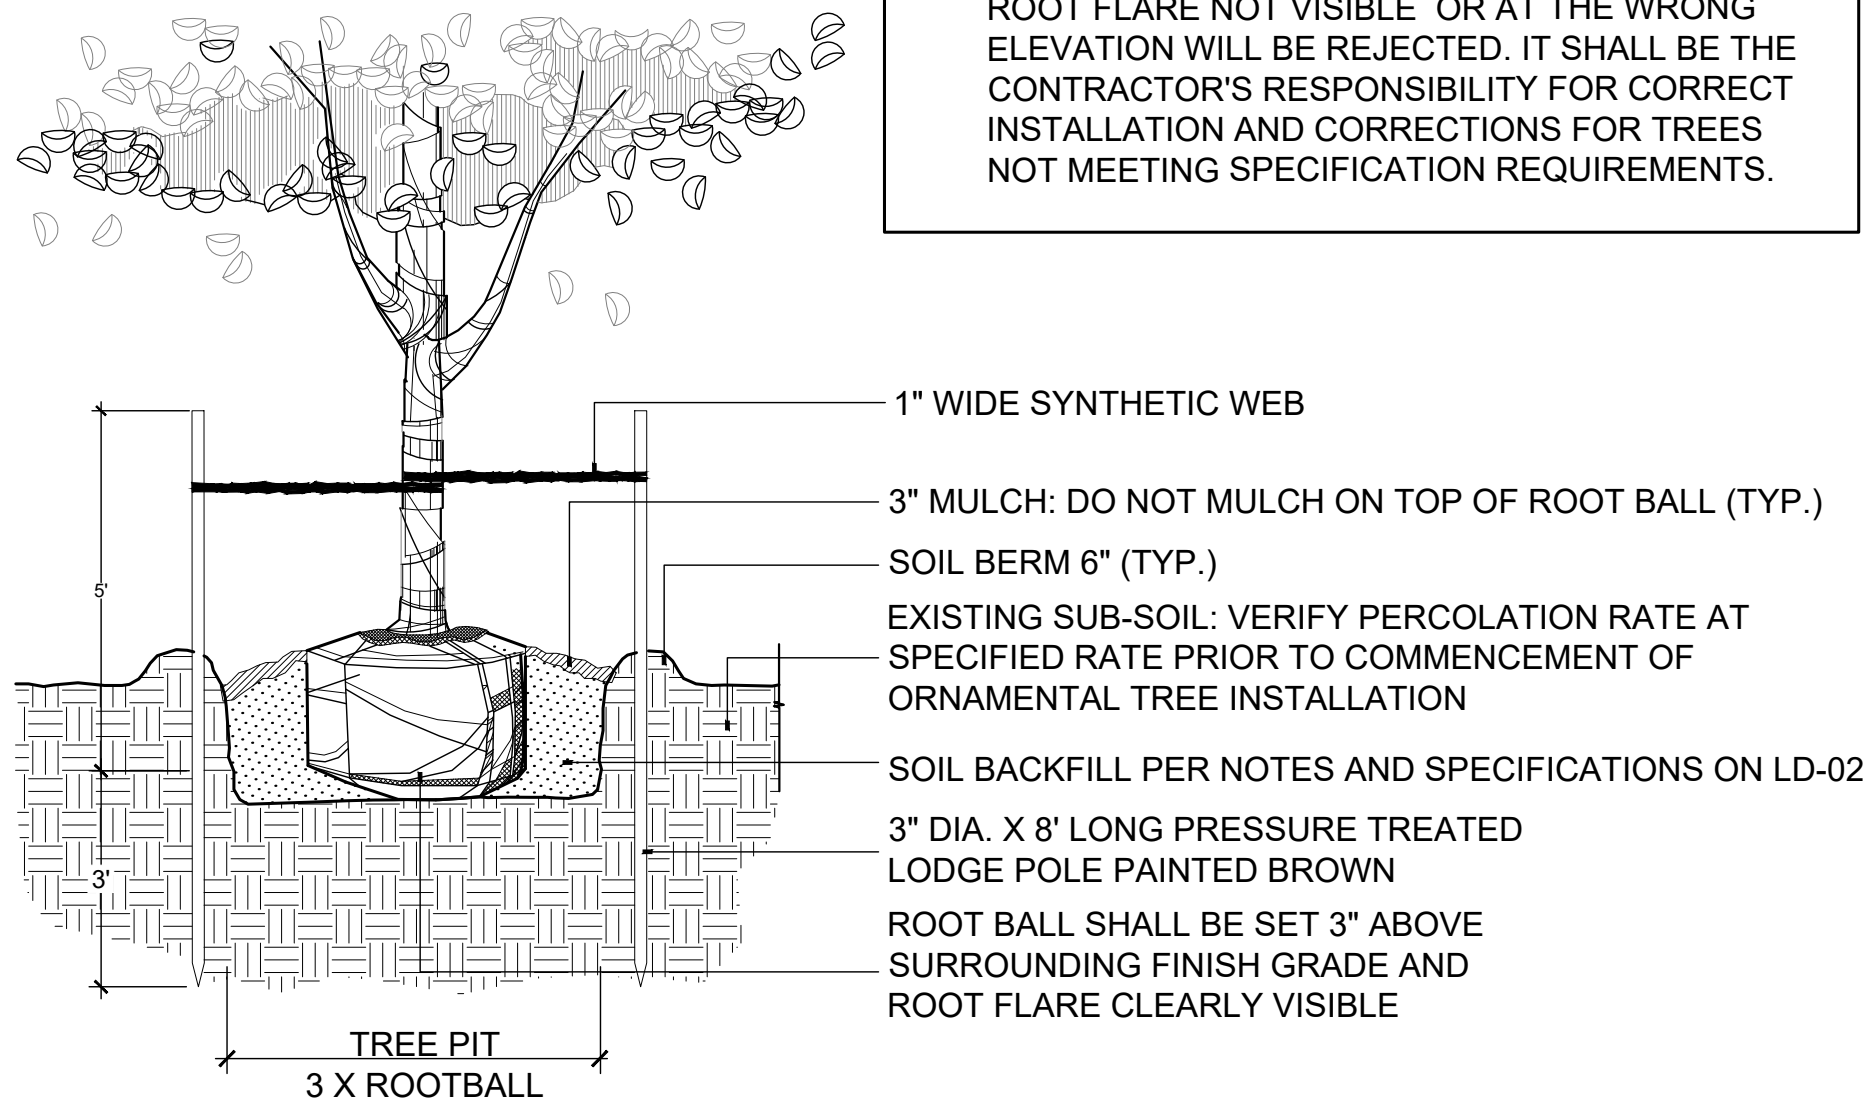 ROOT FLARE NOT VISIBLE OR AT THE WRONG
ELEVATION WILL BE REJECTED. IT SHALL BE THE
CONTRACTOR'S RESPONSIBILITY FOR CORRECT
INSTALLATION AND CORRECTIONS FOR TREES
NOT MEETING SPECIFICATION REQUIREMENTS.
1" WIDE SYNTHETIC WEB
3" MULCH: DO NOT MULCH ON TOP OF ROOT BALL (TYP.)
SOIL BERM 6" (TYP.)
EXISTING SUB-SOIL: VERIFY PERCOLATION RATE AT
SPECIFIED RATE PRIOR TO COMMENCEMENT OF
ORNAMENTAL TREE INSTALLATION
SOIL BACKFILL PER NOTES AND SPECIFICATIONS ON LD-02
3" DIA. X 8' LONG PRESSURE TREATED
LODGE POLE PAINTED BROWN
ROOT BALL SHALL BE SET 3" ABOVE
SURROUNDING FINISH GRADE AND
ROOT FLARE CLEARLY VISIBLE
5'
3'
TREE PIT
3 X ROOTBALL